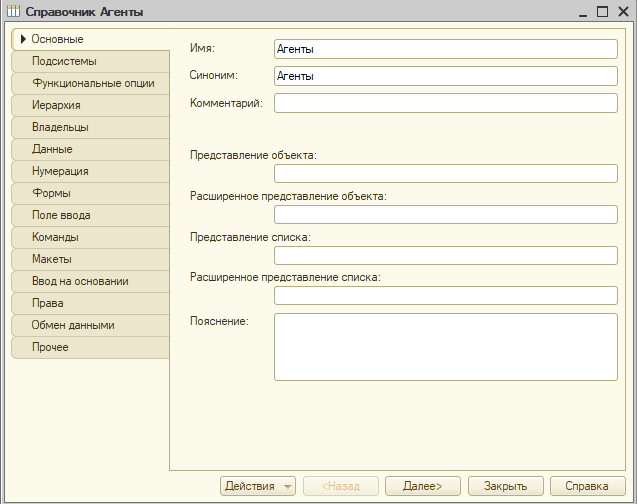 Справочник Агенты
Основные
Подсистемы
Функциональные опции
Иерархия
Владельцы
Данные
Нумерация
Формы
Поле ввода
Команды
Макеты
Ввод на основании
Права
Обмен данными
Прочее
Имя: Агенты
Синоним: Агенты
Комментарий:
Представление объекта:
Расширенное представление объекта:
Представление списка:
Расширенное представление списка:
Пояснение:
Действия <Назад Далее> Закрыть Справка